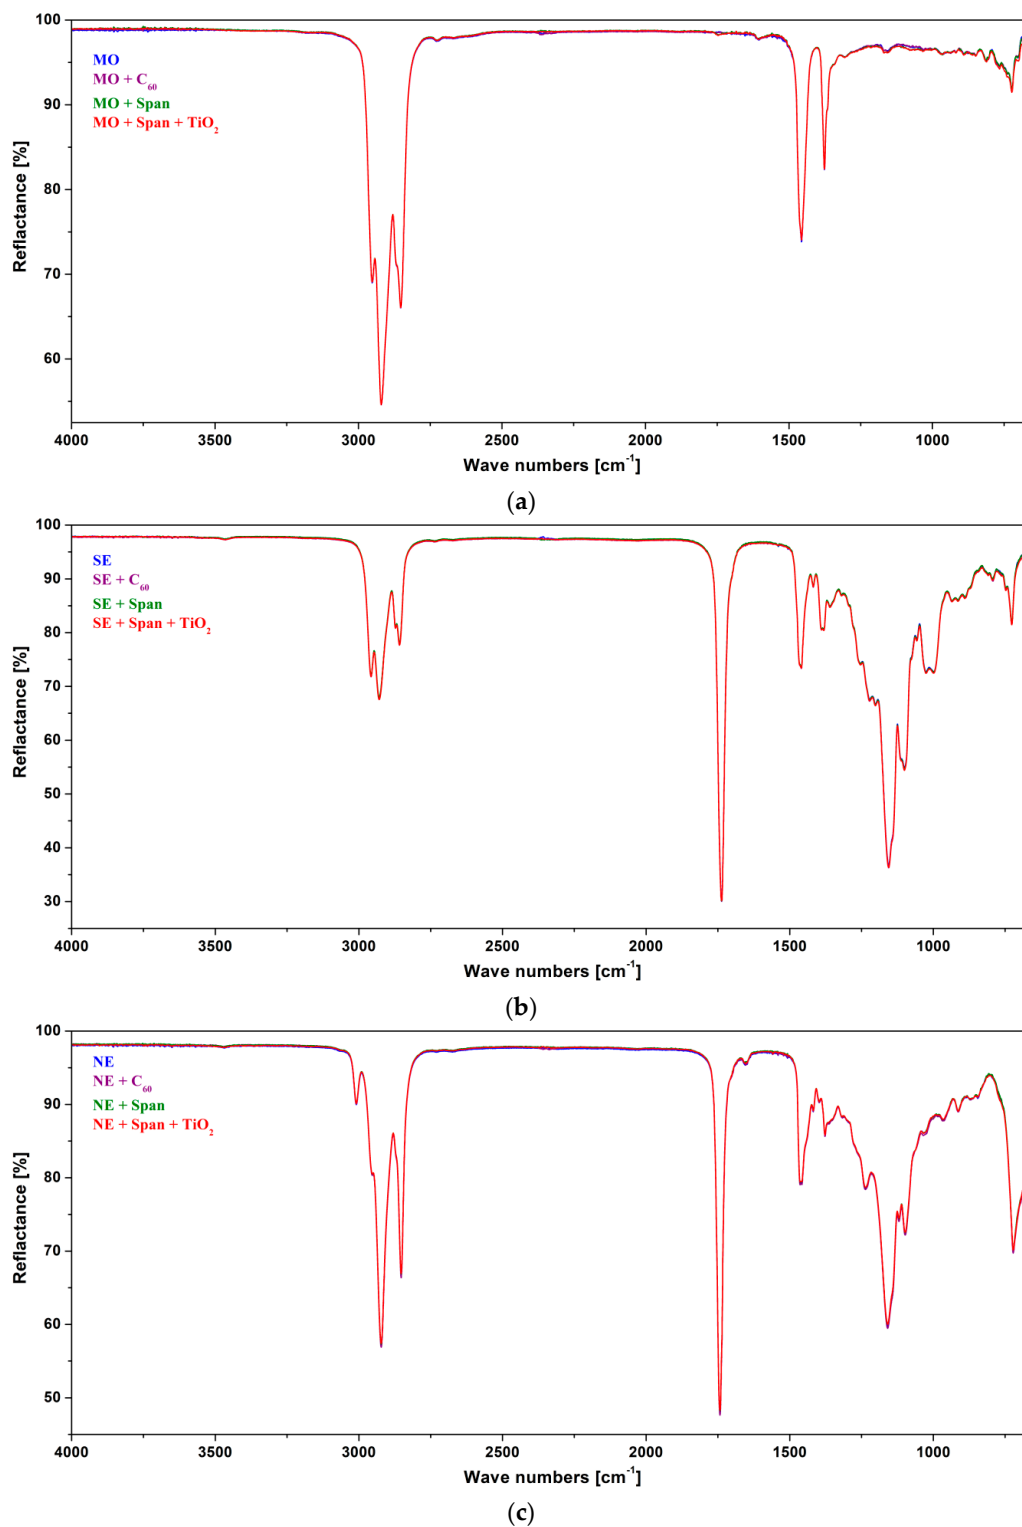 100
90
80
70
60
Reflactance [%]
MO
MO + C₆₀
MO + Span
MO + Span + TiO₂
4000 3500 3000 2500 2000 1500 1000
Wave numbers [cm⁻¹]
(a)
100
90
80
70
60
50
40
30
Reflactance [%]
SE
SE + C₆₀
SE + Span
SE + Span + TiO₂
4000 3500 3000 2500 2000 1500 1000
Wave numbers [cm⁻¹]
(b)
100
90
80
70
60
50
Reflactance [%]
NE
NE + C₆₀
NE + Span
NE + Span + TiO₂
4000 3500 3000 2500 2000 1500 1000
Wave numbers [cm⁻¹]
(c)